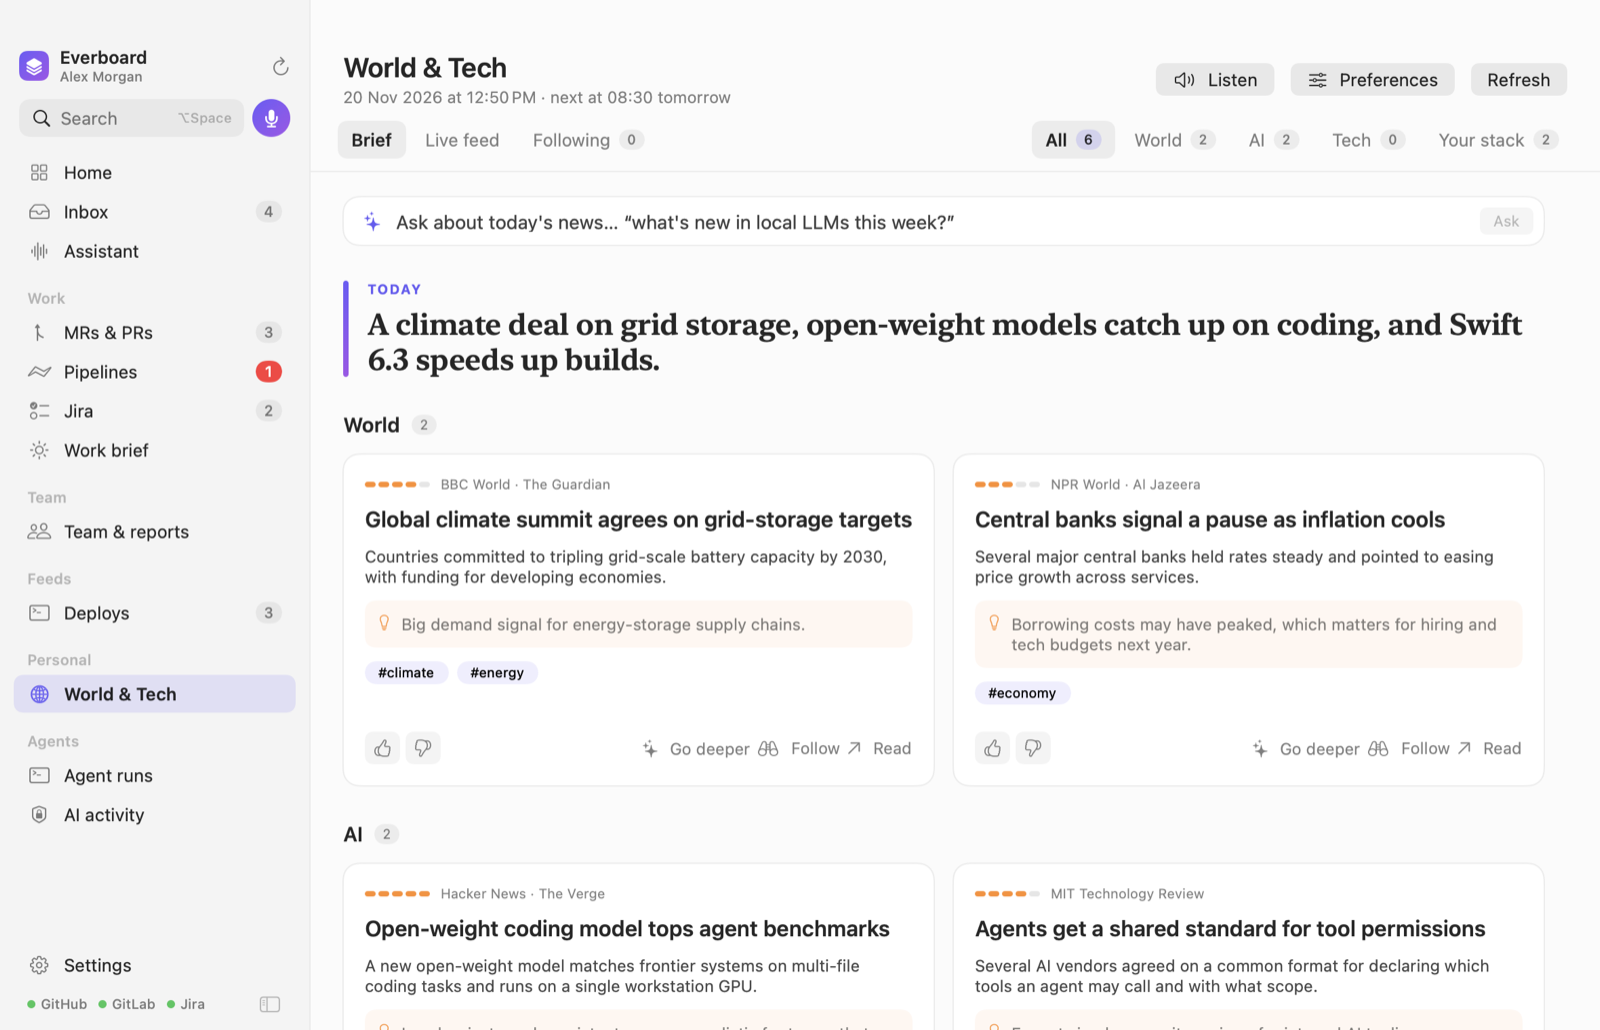 Everboard
Alex Morgan
Search
⌥Space
Home
Inbox 4
Assistant
Work
MRs & PRs 3
Pipelines 1
Jira 2
Work brief
Team
Team & reports
Feeds
Deploys 3
Personal
World & Tech
Agents
Agent runs
AI activity
Settings
GitHub GitLab Jira
World & Tech
20 Nov 2026 at 12:50 PM · next at 08:30 tomorrow
Listen
Preferences
Refresh
Brief Live feed Following 0
All 6 World 2 AI 2 Tech 0 Your stack 2
Ask about today's news... “what's new in local LLMs this week?”
Ask
TODAY
A climate deal on grid storage, open-weight models catch up on coding, and Swift
6.3 speeds up builds.
World 2
BBC World · The Guardian
Global climate summit agrees on grid-storage targets
Countries committed to tripling grid-scale battery capacity by 2030,
with funding for developing economies.
Big demand signal for energy-storage supply chains.
#climate #energy
Go deeper Follow Read
NPR World · Al Jazeera
Central banks signal a pause as inflation cools
Several major central banks held rates steady and pointed to easing
price growth across services.
Borrowing costs may have peaked, which matters for hiring and
tech budgets next year.
#economy
Go deeper Follow Read
AI 2
Hacker News · The Verge
Open-weight coding model tops agent benchmarks
A new open-weight model matches frontier systems on multi-file
coding tasks and runs on a single workstation GPU.
MIT Technology Review
Agents get a shared standard for tool permissions
Several AI vendors agreed on a common format for declaring which
tools an agent may call and with what scope.